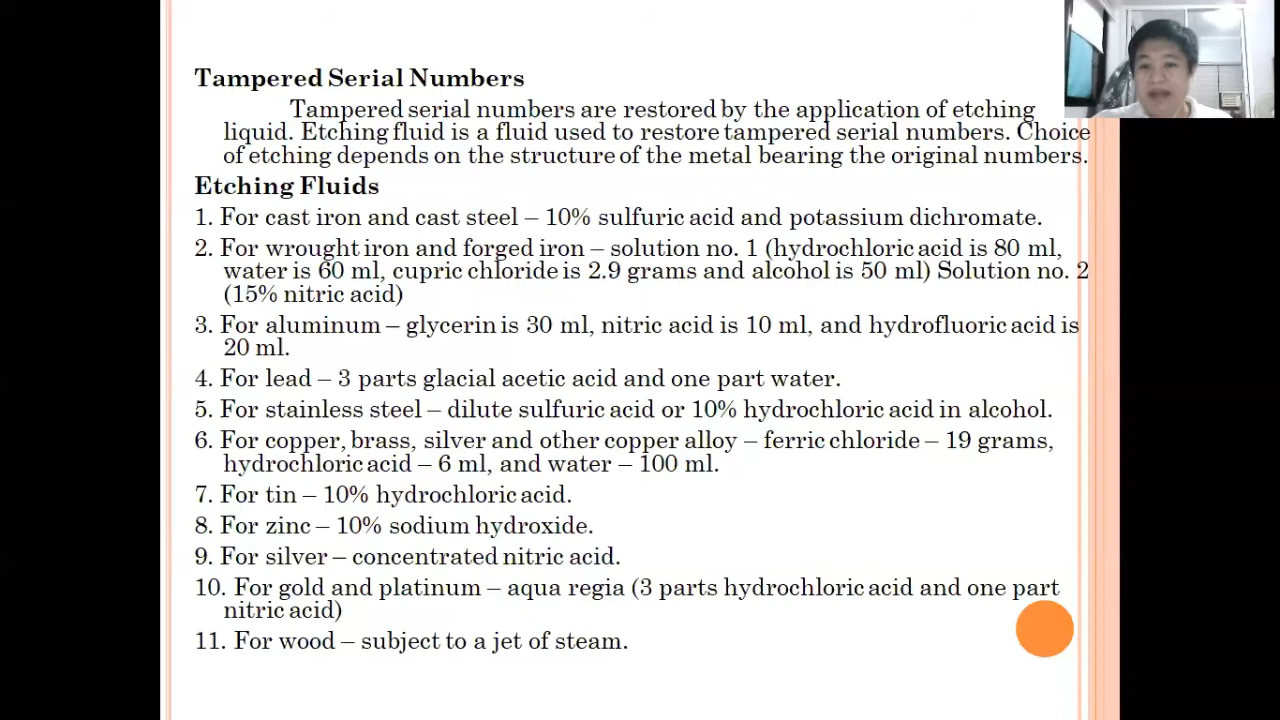 Tampered Serial Numbers
Tampered serial numbers are restored by the application of etching
liquid. Etching fluid is a fluid used to restore tampered serial numbers. Choice
of etching depends on the structure of the metal bearing the original numbers.
Etching Fluids
1. For cast iron and cast steel – 10% sulfuric acid and potassium dichromate.
2. For wrought iron and forged iron – solution no. 1 (hydrochloric acid is 80 ml,
water is 60 ml, cupric chloride is 2.9 grams and alcohol is 50 ml) Solution no. 2
(15% nitric acid)
3. For aluminum – glycerin is 30 ml, nitric acid is 10 ml, and hydrofluoric acid is
20 ml.
4. For lead – 3 parts glacial acetic acid and one part water.
5. For stainless steel – dilute sulfuric acid or 10% hydrochloric acid in alcohol.
6. For copper, brass, silver and other copper alloy – ferric chloride – 19 grams,
hydrochloric acid – 6 ml, and water – 100 ml.
7. For tin – 10% hydrochloric acid.
8. For zinc – 10% sodium hydroxide.
9. For silver – concentrated nitric acid.
10. For gold and platinum – aqua regia (3 parts hydrochloric acid and one part
nitric acid)
11. For wood – subject to a jet of steam.